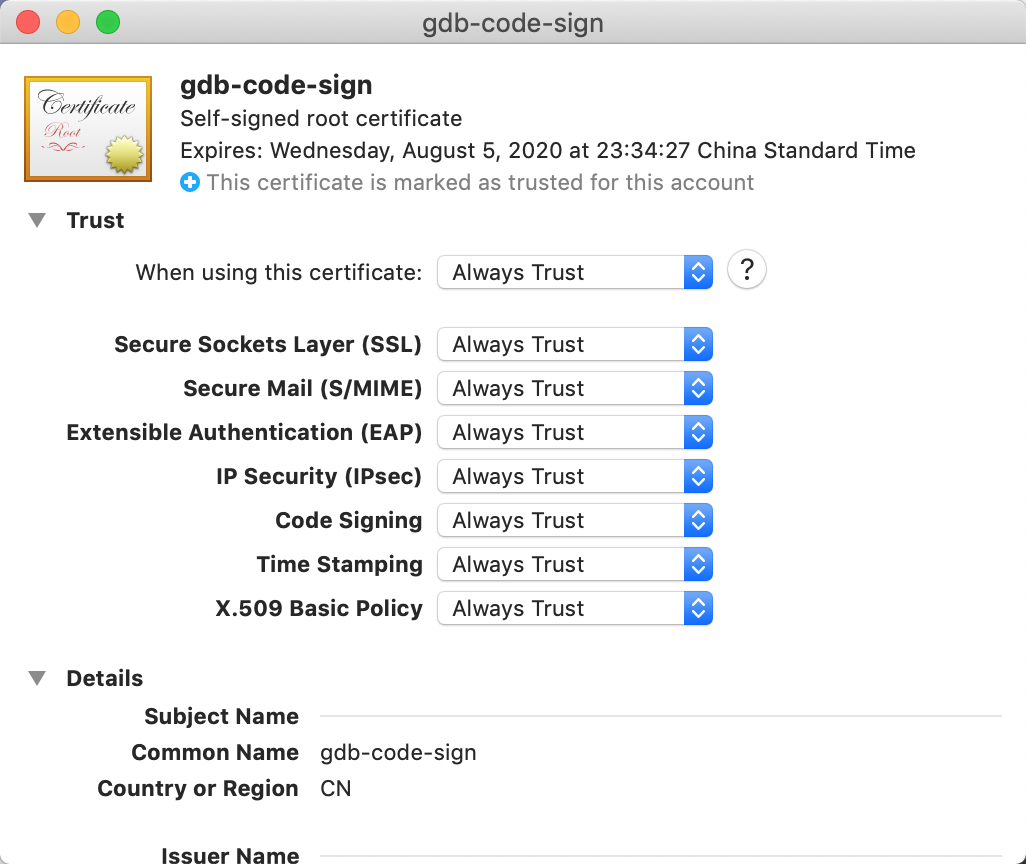 gdb-code-sign
Certificate
Root
gdb-code-sign
Self-signed root certificate
Expires: Wednesday, August 5, 2020 at 23:34:27 China Standard Time
This certificate is marked as trusted for this account
Trust
When using this certificate: Always Trust ?
Secure Sockets Layer (SSL) Always Trust
Secure Mail (S/MIME) Always Trust
Extensible Authentication (EAP) Always Trust
IP Security (IPsec) Always Trust
Code Signing Always Trust
Time Stamping Always Trust
X.509 Basic Policy Always Trust
Details
Subject Name
Common Name gdb-code-sign
Country or Region CN
Issuer Name